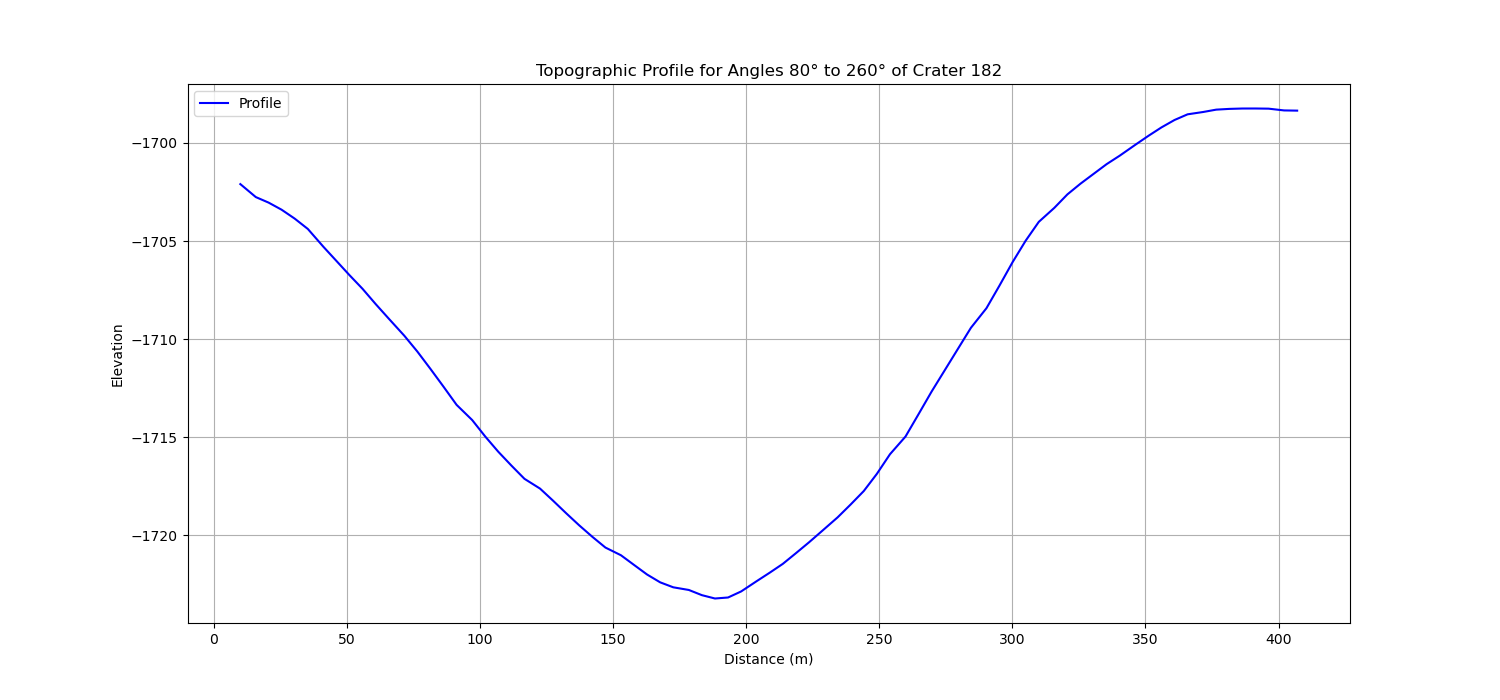 Topographic Profile for Angles 80° to 260° of Crater 182
Profile
−1700
−1705
−1710
−1715
−1720
Elevation
0 50 100 150 200 250 300 350 400
Distance (m)